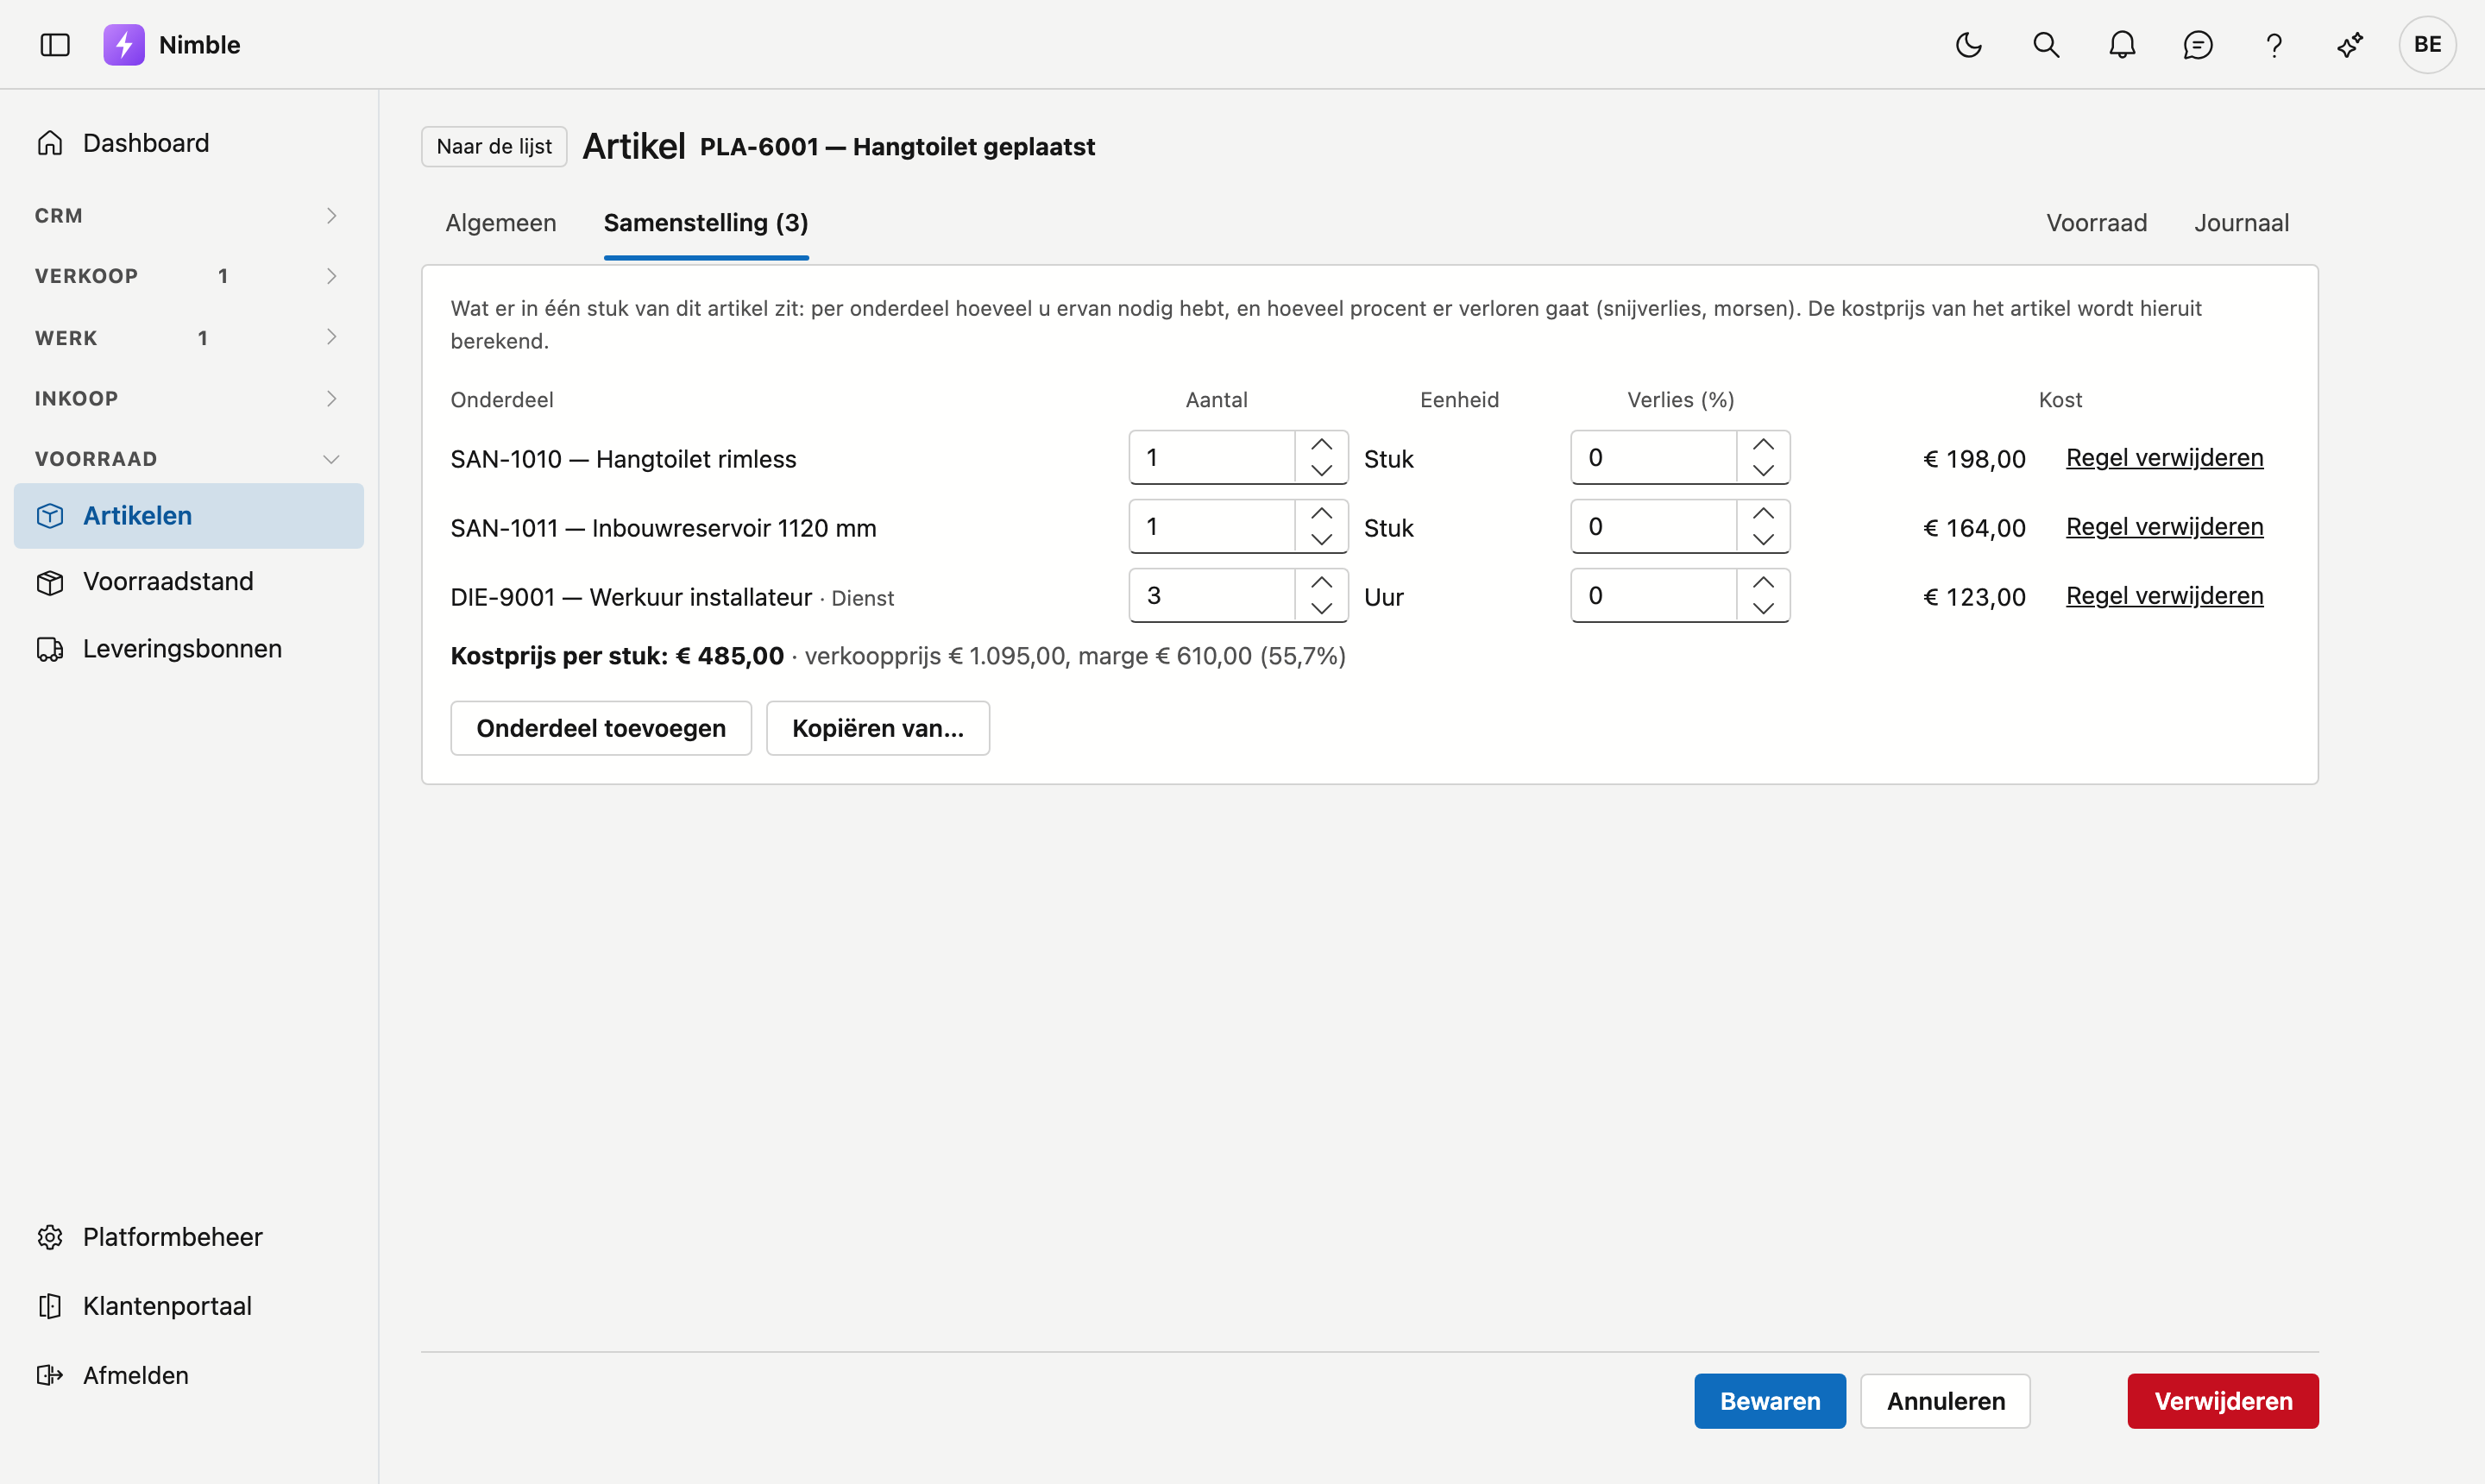 Nimble
BE
Dashboard
CRM
VERKOOP 1
WERK 1
INKOOP
VOORRAAD
Artikelen
Voorraadstand
Leveringsbonnen
Platformbeheer
Klantenportaal
Afmelden
Naar de lijst Artikel PLA-6001 — Hangtoilet geplaatst
Algemeen Samenstelling (3) Voorraad Journaal
Wat er in één stuk van dit artikel zit: per onderdeel hoeveel u ervan nodig hebt, en hoeveel procent er verloren gaat (snijverlies, morsen). De kostprijs van het artikel wordt hieruit
berekend.
Onderdeel Aantal Eenheid Verlies (%) Kost
SAN-1010 — Hangtoilet rimless 1 Stuk 0 € 198,00 Regel verwijderen
SAN-1011 — Inbouwreservoir 1120 mm 1 Stuk 0 € 164,00 Regel verwijderen
DIE-9001 — Werkuur installateur · Dienst 3 Uur 0 € 123,00 Regel verwijderen
Kostprijs per stuk: € 485,00 · verkoopprijs € 1.095,00, marge € 610,00 (55,7%)
Onderdeel toevoegen Kopiëren van...
Bewaren Annuleren Verwijderen